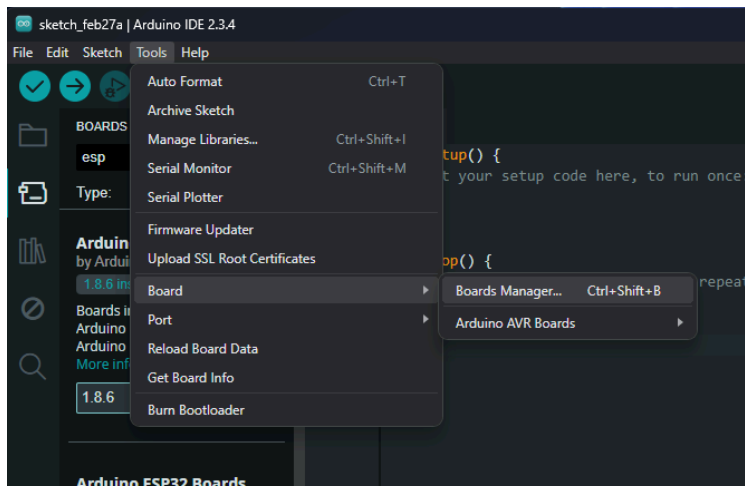 sketch_feb27a | Arduino IDE 2.3.4
File Edit Sketch Tools Help
Auto Format Ctrl+T
Archive Sketch
Manage Libraries... Ctrl+Shift+I
Serial Monitor Ctrl+Shift+M
Serial Plotter
Firmware Updater
Upload SSL Root Certificates
Board
Port
Reload Board Data
Get Board Info
Burn Bootloader
Boards Manager... Ctrl+Shift+B
Arduino AVR Boards
BOARDS
esp
Type:
Arduin
by Ardui
1.8.6 in
Boards i
Arduino
Arduino
More inf
1.8.6
Arduino ESP32 Boards
tup() {
t your setup code here, to run once
op() {
repeat